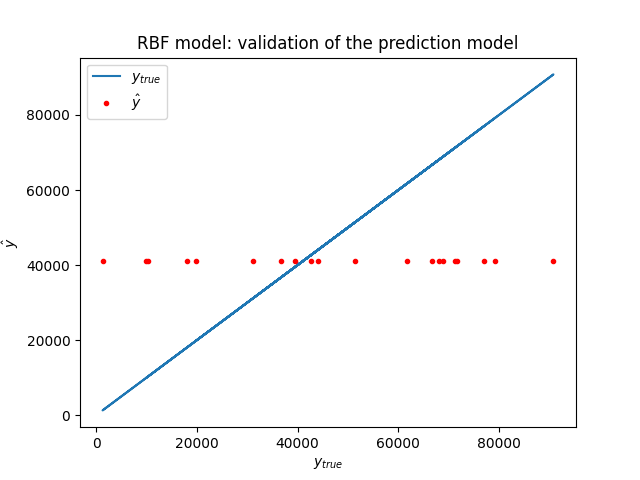 RBF model: validation of the prediction model
y_true
ŷ
80000
60000
40000
20000
0
ŷ
0 20000 40000 60000 80000
y_true